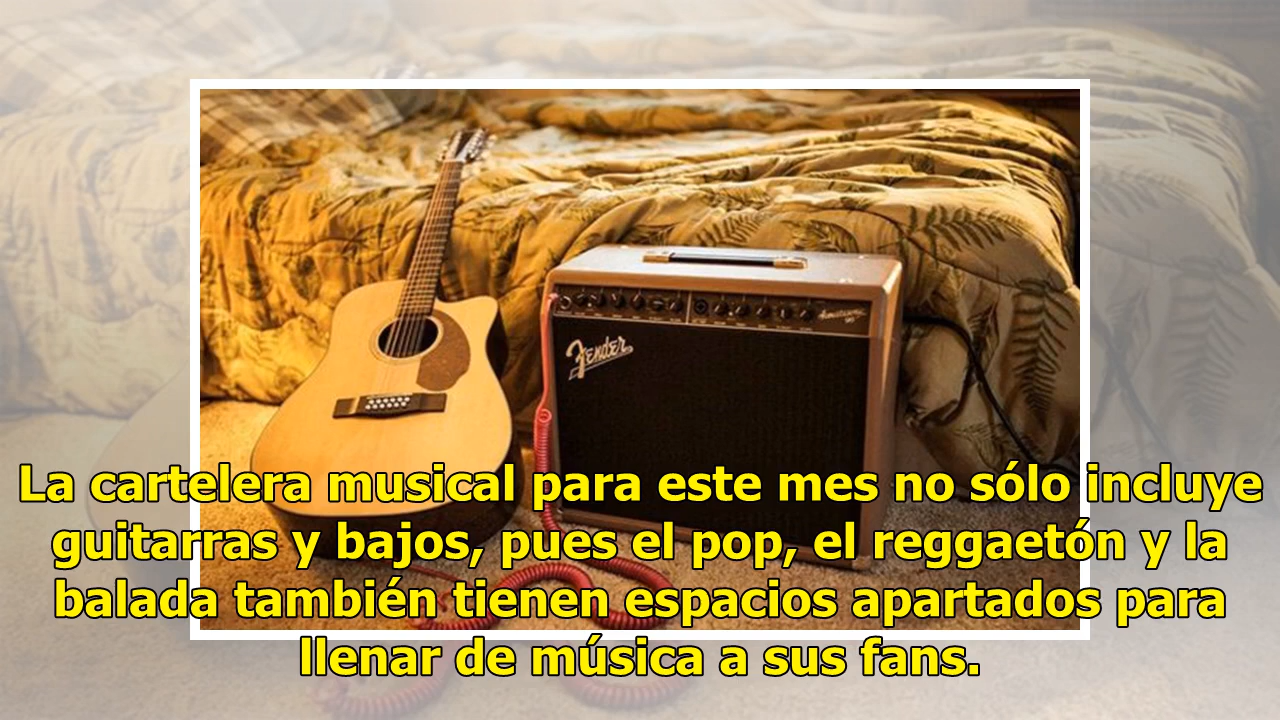 Fender
La cartelera musical para este mes no sólo incluye
guitarras y bajos, pues el pop, el reggaetón y la
balada también tienen espacios apartados para
llenar de música a sus fans.